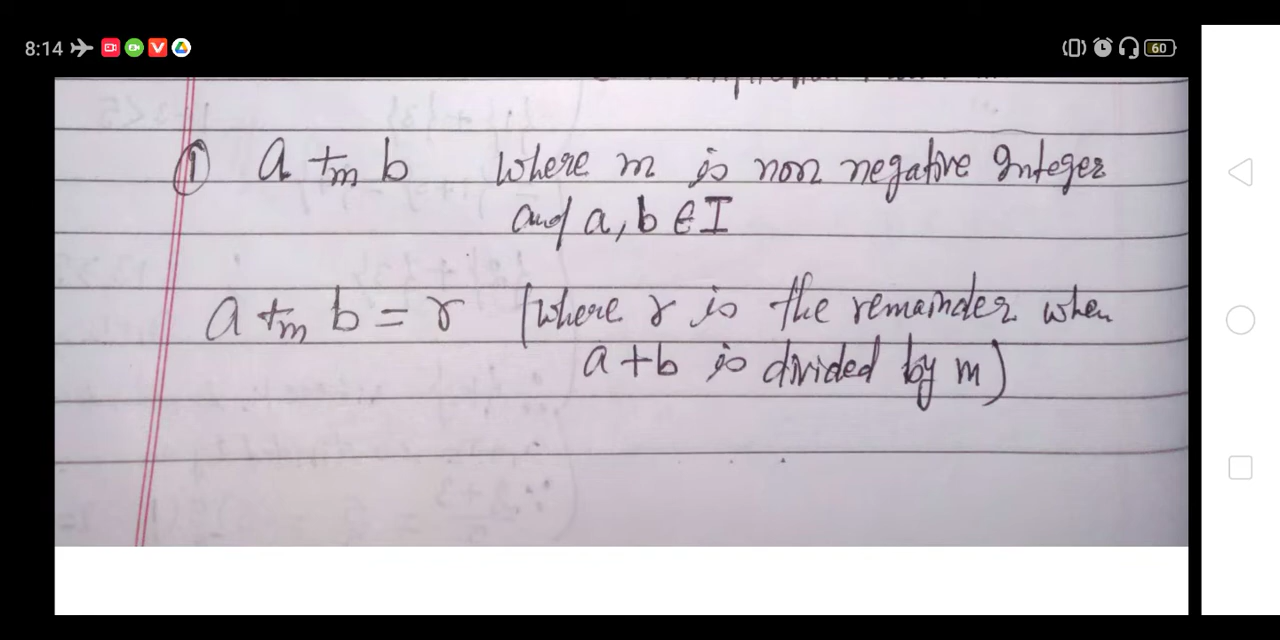 8:14
60
① a +m b where m is non negative Integer
and a, b ∈ I
a +m b = r (where r is the remainder when
a + b is divided by m)